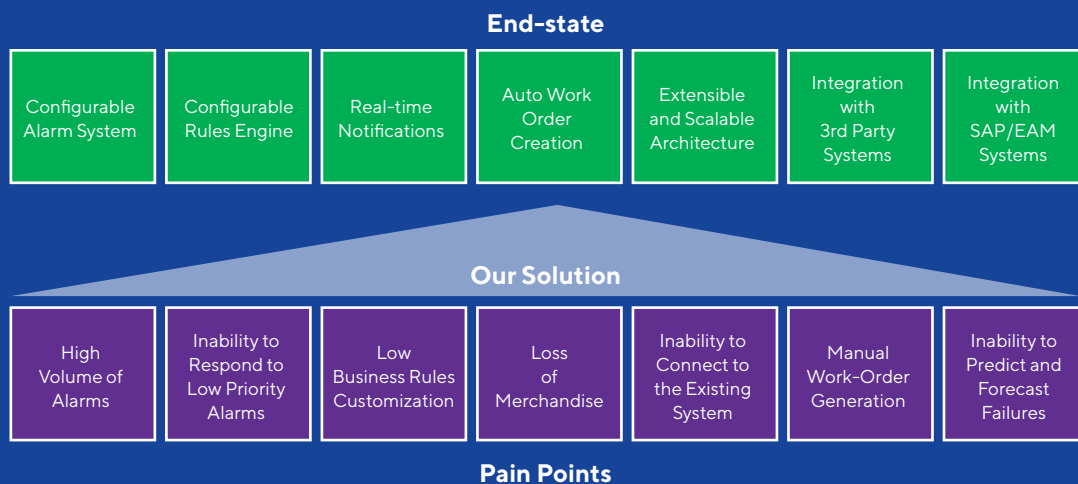 End-state
Configurable
Alarm System
Configurable
Rules Engine
Real-time
Notifications
Auto Work
Order
Creation
Extensible
and Scalable
Architecture
Integration
with
3rd Party
Systems
Integration
with
SAP/EAM
Systems
Our Solution
High
Volume of
Alarms
Inability to
Respond to
Low Priority
Alarms
Low
Business Rules
Customization
Loss
of
Merchandise
Inability to
Connect to
the Existing
System
Manual
Work-Order
Generation
Inability to
Predict and
Forecast
Failures
Pain Points